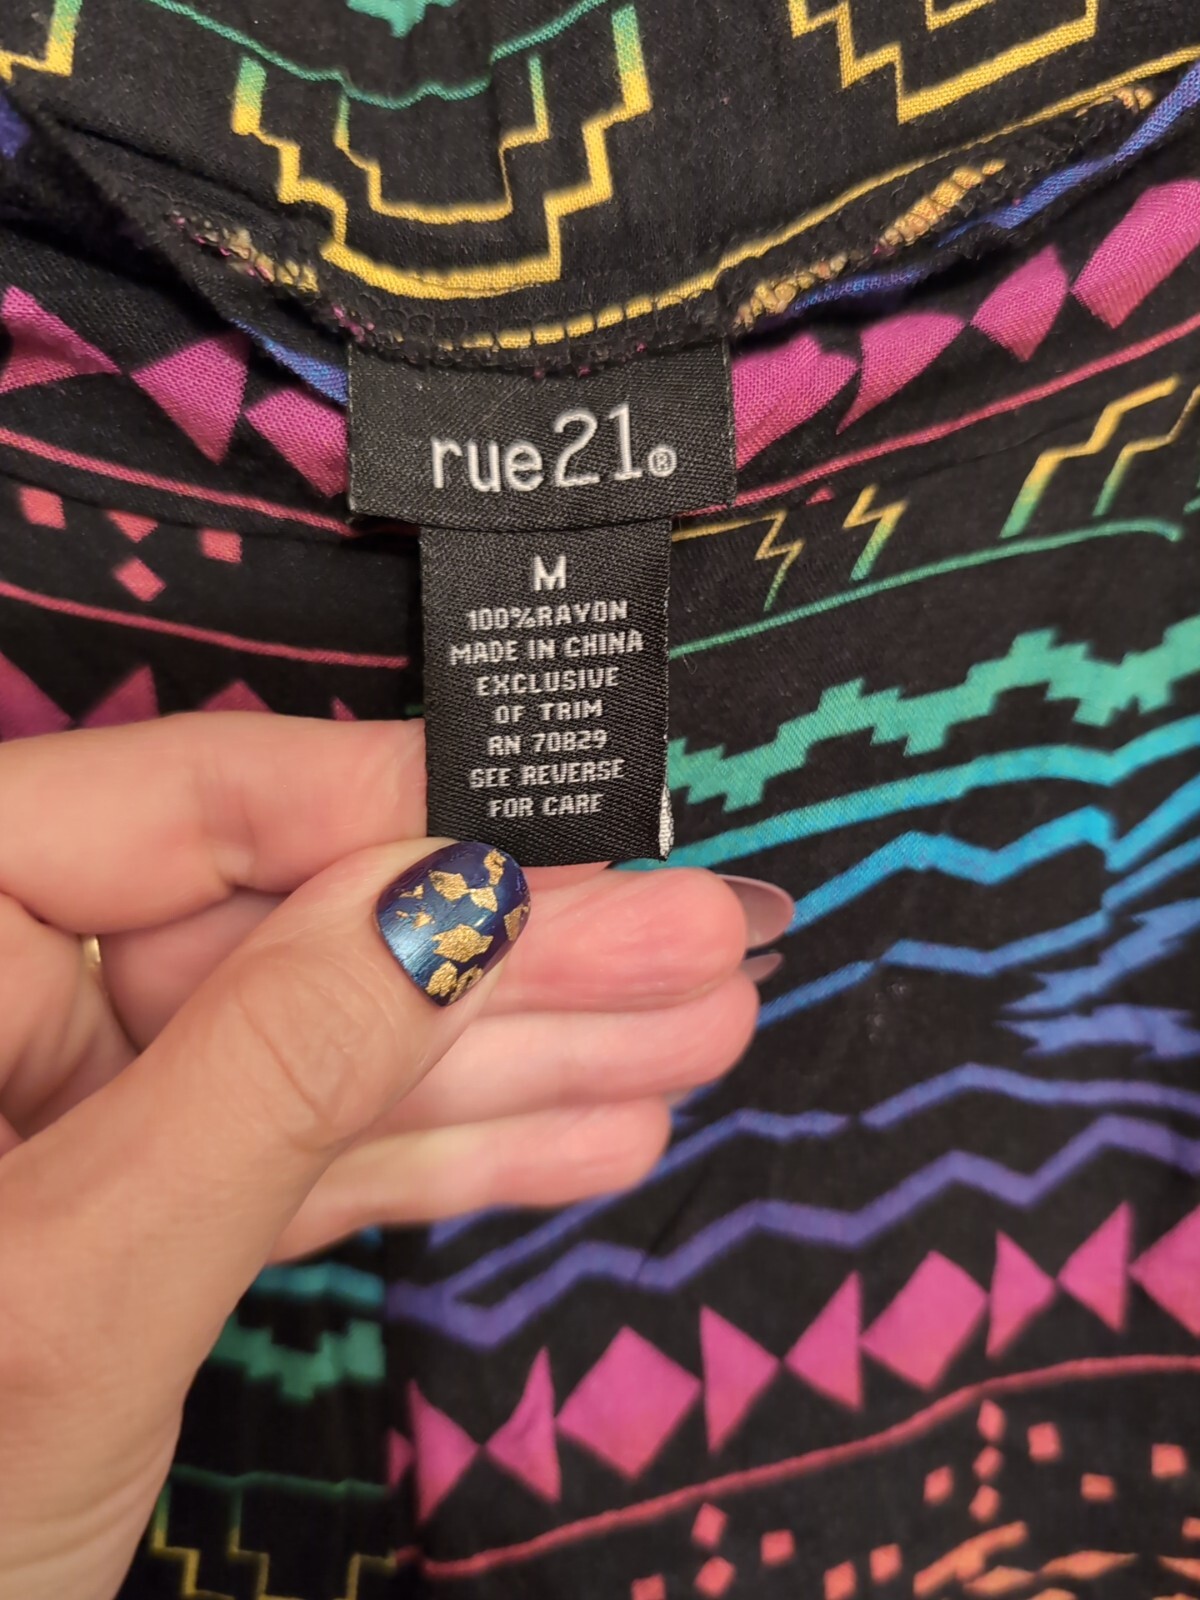 rue21®
M
100%RAYON
MADE IN CHINA
EXCLUSIVE
OF TRIM
RN 70829
SEE REVERSE
FOR CARE